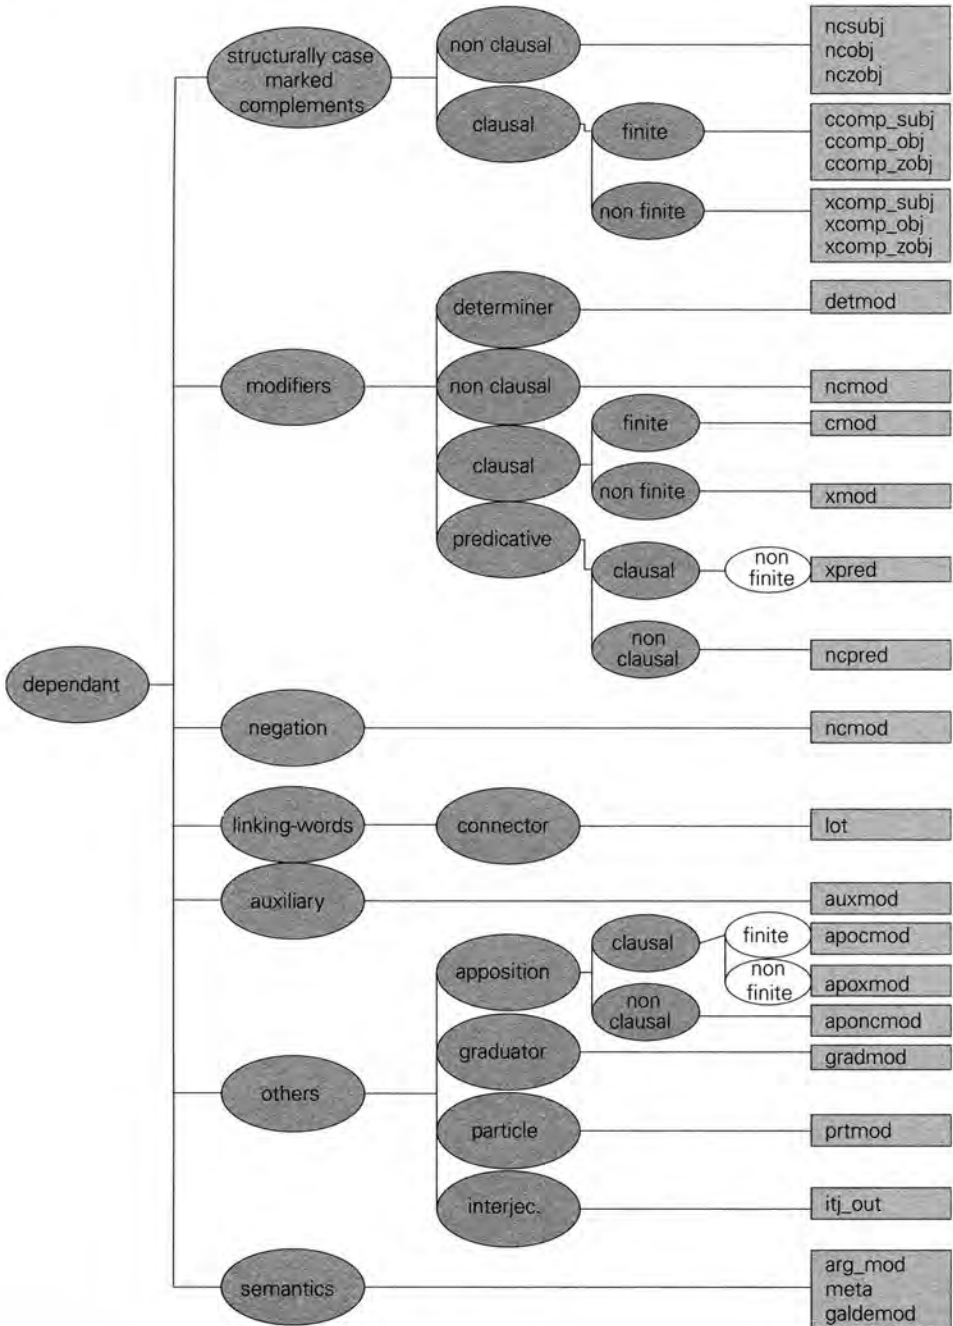 structurally case
marked
complements
non clausal
ncsubj
ncobj
nczobj
clausal
finite
ccomp_subj
ccomp_obj
ccomp_zobj
non finite
xcomp_subj
xcomp_obj
xcomp_zobj
modifiers
determiner
detmod
non clausal
ncmod
clausal
finite
cmod
non finite
xmod
predicative
clausal
non
finite
xpred
non
clausal
ncpred
dependant
negation
ncmod
linking-words
connector
lot
auxiliary
auxmod
others
apposition
clausal
finite
apocmod
non
finite
apoxmod
non
clausal
aponcmod
graduator
gradmod
particle
prtmod
interjec.
itj_out
semantics
arg_mod
meta
galdemod